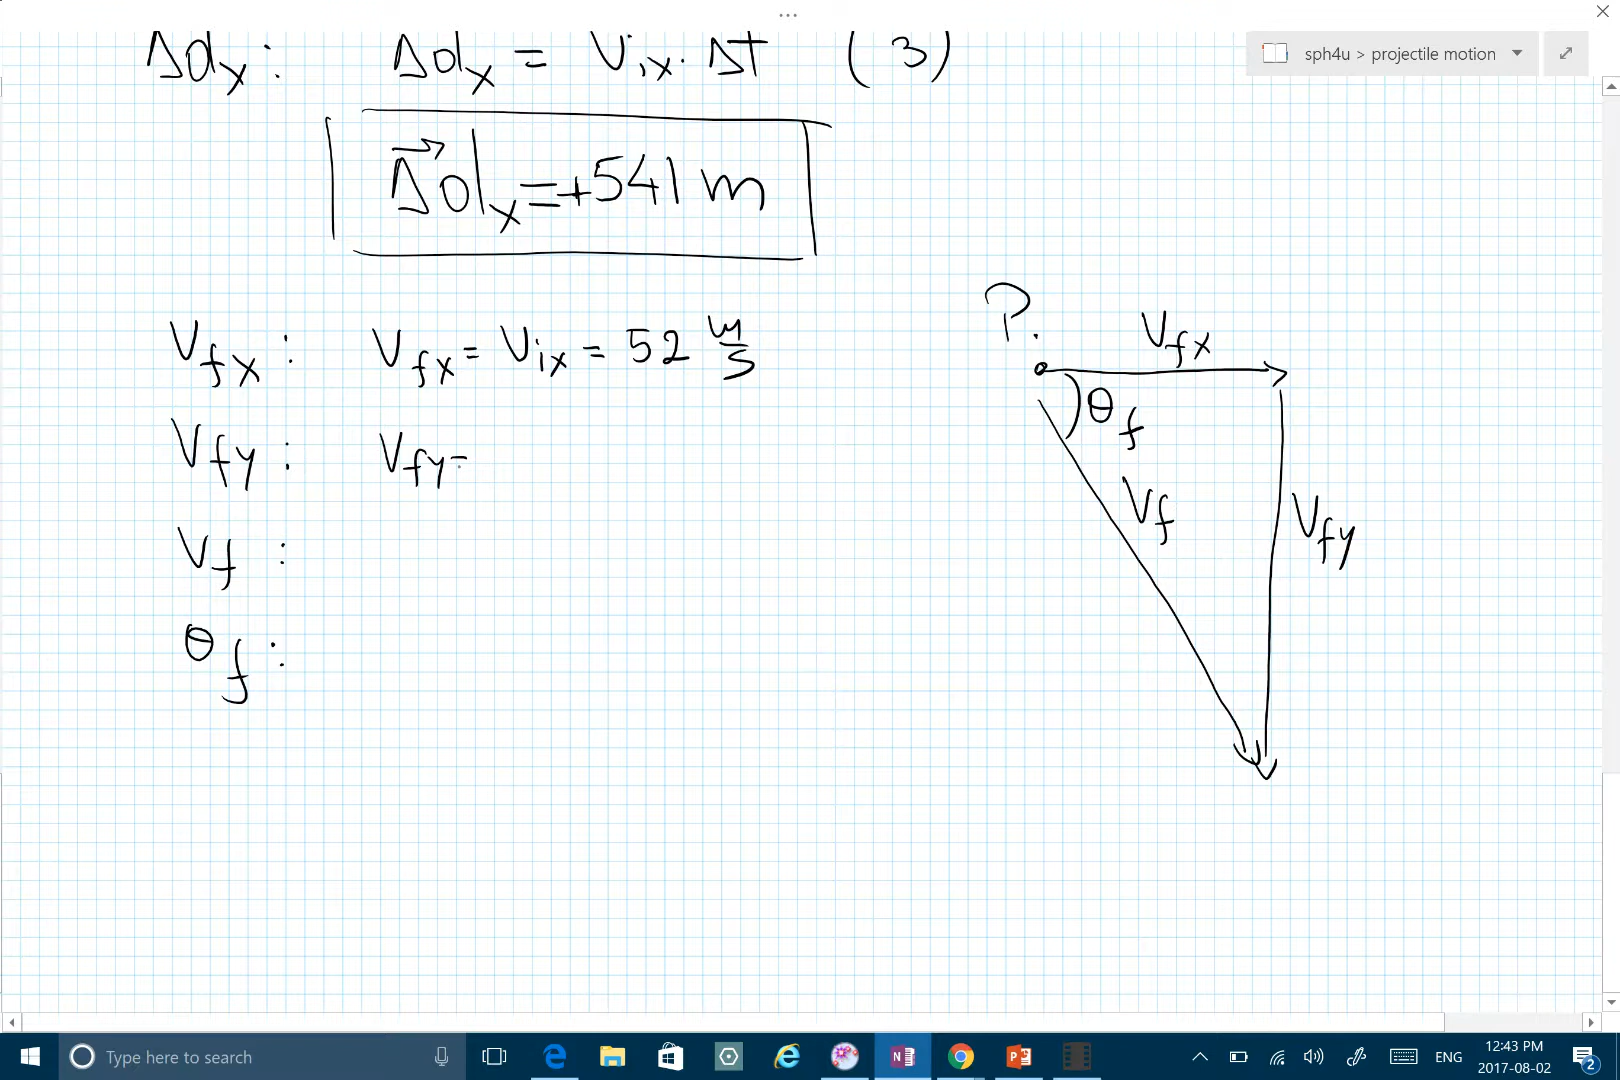 Δdx: Δdx = Vix · ΔT (3)
sph4u > projectile motion
Δdx = +541 m
Vfx: Vfx = Vix = 52 m/s
Vfy: Vfy=
Vf :
θf :
P.
Vfx
θf
Vf
Vfy
Type here to search
ENG
12:43 PM
2017-08-02
2